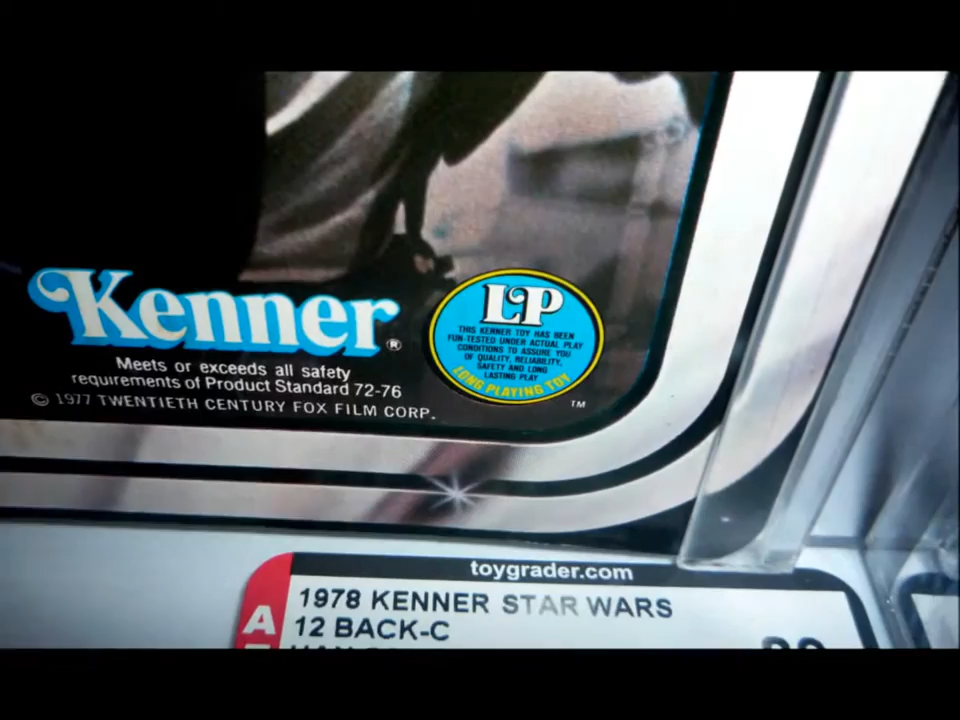 Kenner®
Meets or exceeds all safety
requirements of Product Standard 72-76
© 1977 TWENTIETH CENTURY FOX FILM CORP.
LP
THIS KENNER TOY HAS BEEN
FUN-TESTED UNDER ACTUAL PLAY
CONDITIONS TO ASSURE YOU
OF QUALITY, RELIABILITY,
SAFETY AND LONG
LASTING PLAY
LONG PLAYING TOY
TM
toygrader.com
A
1978 KENNER STAR WARS
12 BACK-C